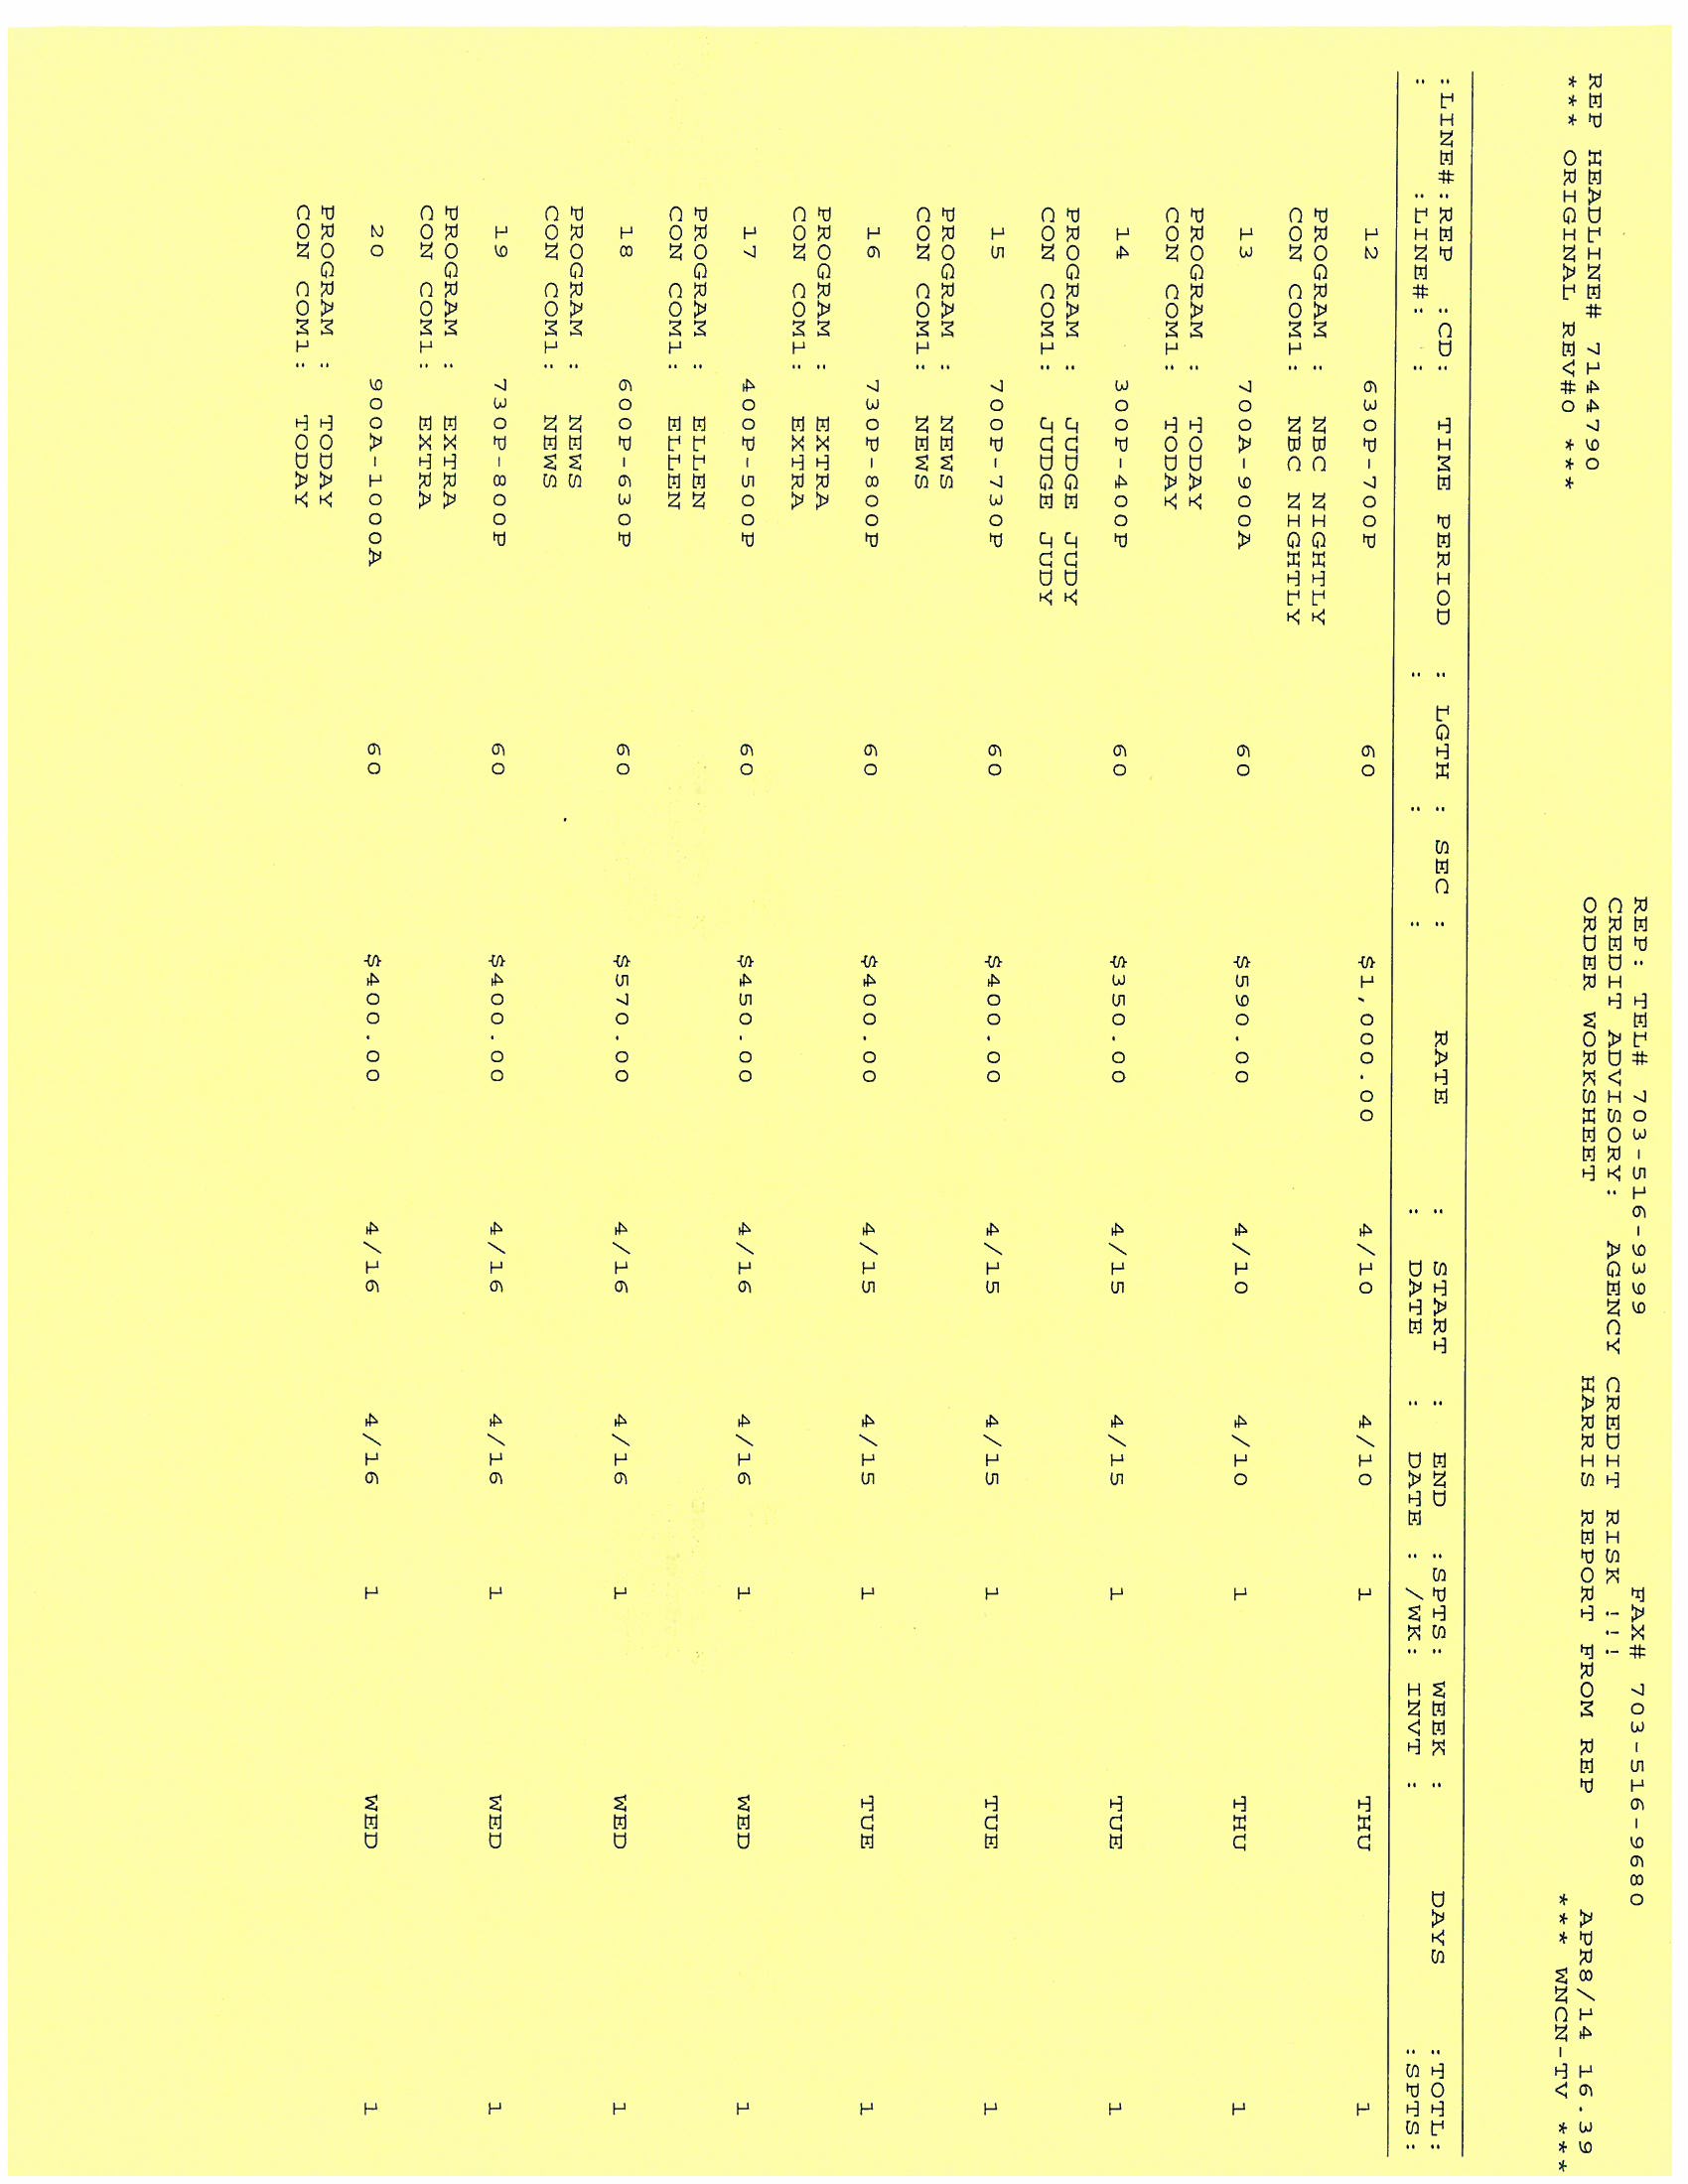 REP: TEL# 703-516-9399 FAX# 703-516-9680
CREDIT ADVISORY: AGENCY CREDIT RISK !!!
REP HEADLINE# 7144790 ORDER WORKSHEET HARRIS REPORT FROM REP APR8/14 16.39
*** ORIGINAL REV#0 *** *** WNCN-TV ***
:LINE#:REP :CD: TIME PERIOD : LGTH : SEC : RATE : START : END :SPTS: WEEK : DAYS :TOTL:
: :LINE#: : : : : DATE : DATE : /WK: INVT : :SPTS:
12 630P-700P 60 $1,000.00 4/10 4/10 1 THU 1
PROGRAM : NBC NIGHTLY
CON COM1: NBC NIGHTLY
13 700A-900A 60 $590.00 4/10 4/10 1 THU 1
PROGRAM : TODAY
CON COM1: TODAY
14 300P-400P 60 $350.00 4/15 4/15 1 TUE 1
PROGRAM : JUDGE JUDY
CON COM1: JUDGE JUDY
15 700P-730P 60 $400.00 4/15 4/15 1 TUE 1
PROGRAM : NEWS
CON COM1: NEWS
16 730P-800P 60 $400.00 4/15 4/15 1 TUE 1
PROGRAM : EXTRA
CON COM1: EXTRA
17 400P-500P 60 $450.00 4/16 4/16 1 WED 1
PROGRAM : ELLEN
CON COM1: ELLEN
18 600P-630P 60 $570.00 4/16 4/16 1 WED 1
PROGRAM : NEWS
CON COM1: NEWS
19 730P-800P 60 $400.00 4/16 4/16 1 WED 1
PROGRAM : EXTRA
CON COM1: EXTRA
20 900A-1000A 60 $400.00 4/16 4/16 1 WED 1
PROGRAM : TODAY
CON COM1: TODAY